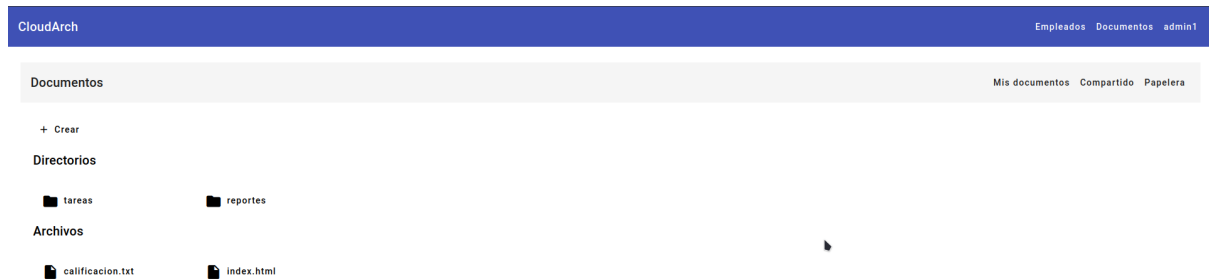 CloudArch Empleados Documentos admin1
Documentos Mis documentos Compartido Papelera
+ Crear
Directorios
tareas reportes
Archivos
calificacion.txt index.html